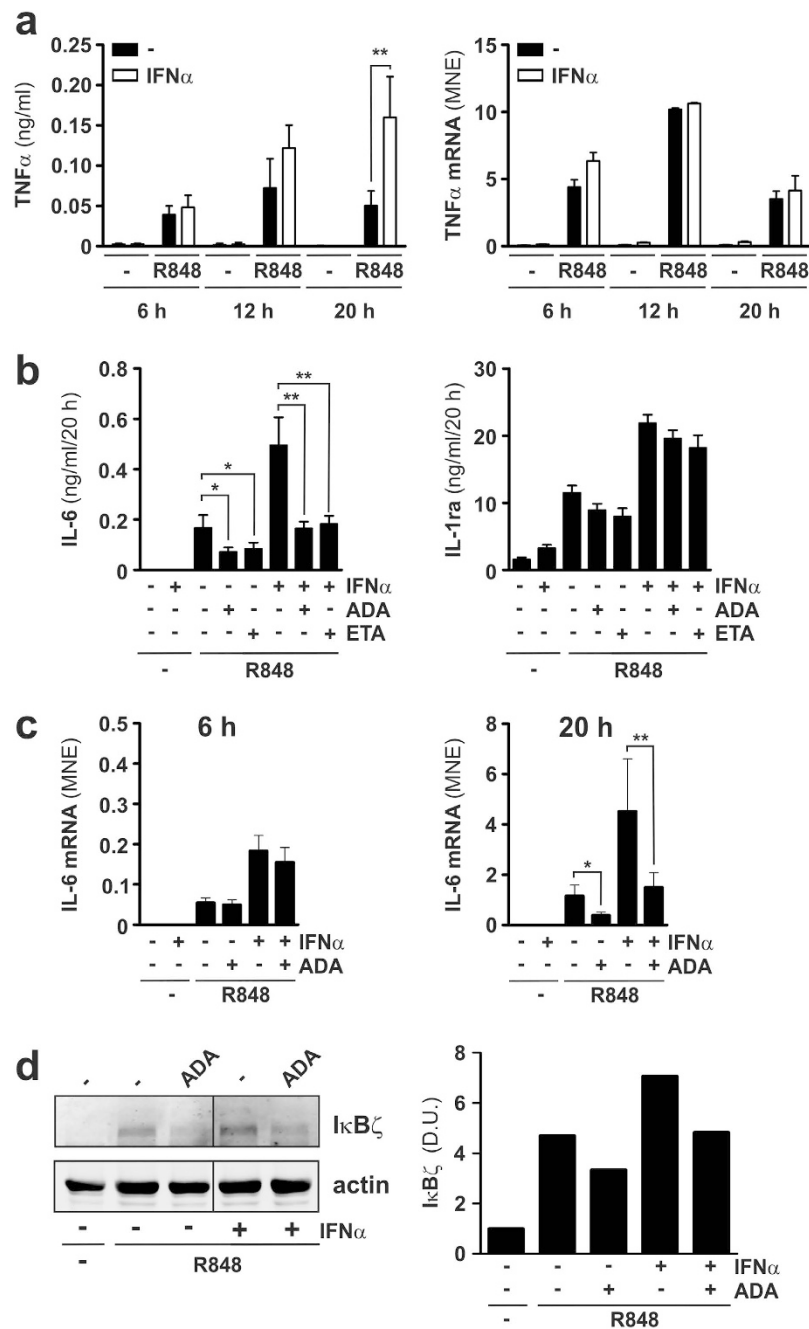 a
0.25
0.20
0.15
0.10
0.05
0
TNFα (ng/ml)
-
IFNα
**
- R848 - R848 - R848
6 h 12 h 20 h
15
10
5
0
TNFα mRNA (MNE)
-
IFNα
- R848 - R848 - R848
6 h 12 h 20 h
b
0.8
0.6
0.4
0.2
0
IL-6 (ng/ml/20 h)
**
**
*
*
- + - - - + + + IFNα
- - - + - - + - ADA
- - - - + - - + ETA
- R848
30
20
10
0
IL-1ra (ng/ml/20 h)
- + - - - + + + IFNα
- - - + - - + - ADA
- - - - + - - + ETA
- R848
c
6 h
0.5
0.4
0.3
0.2
0.1
0
IL-6 mRNA (MNE)
- + - - + + IFNα
- - - + - + ADA
- R848
20 h
8
6
4
2
0
IL-6 mRNA (MNE)
**
*
- + - - + + IFNα
- - - + - + ADA
- R848
d
- - ADA - ADA
IκBζ
actin
- - - + + IFNα
- R848
8
6
4
2
0
IκBζ (D.U.)
- - - + + IFNα
- - + - + ADA
- R848